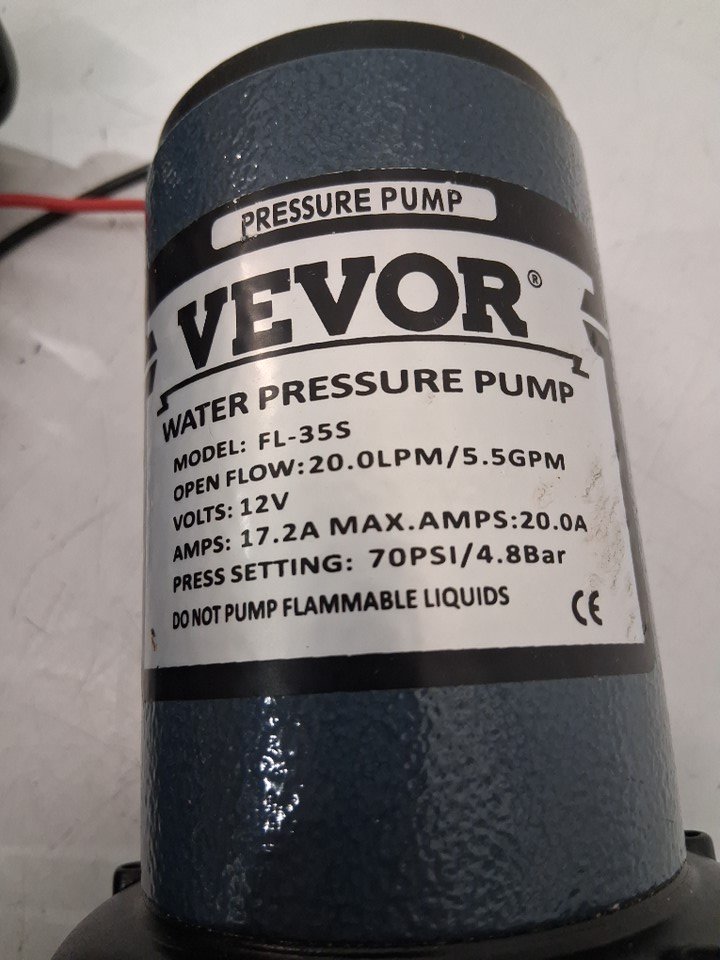 PRESSURE PUMP
VEVOR®
WATER PRESSURE PUMP
MODEL: FL-35S
OPEN FLOW:20.0LPM/5.5GPM
VOLTS: 12V
AMPS: 17.2A MAX.AMPS:20.0A
PRESS SETTING: 70PSI/4.8Bar
DO NOT PUMP FLAMMABLE LIQUIDS
CE